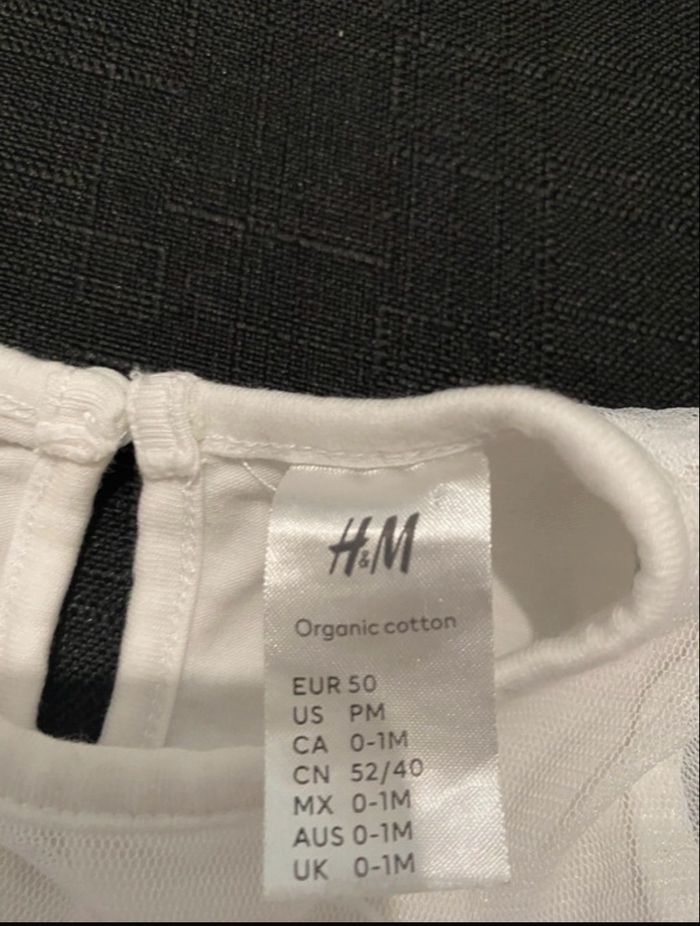 H&M
Organic cotton
EUR 50
US PM
CA 0-1M
CN 52/40
MX 0-1M
AUS 0-1M
UK 0-1M